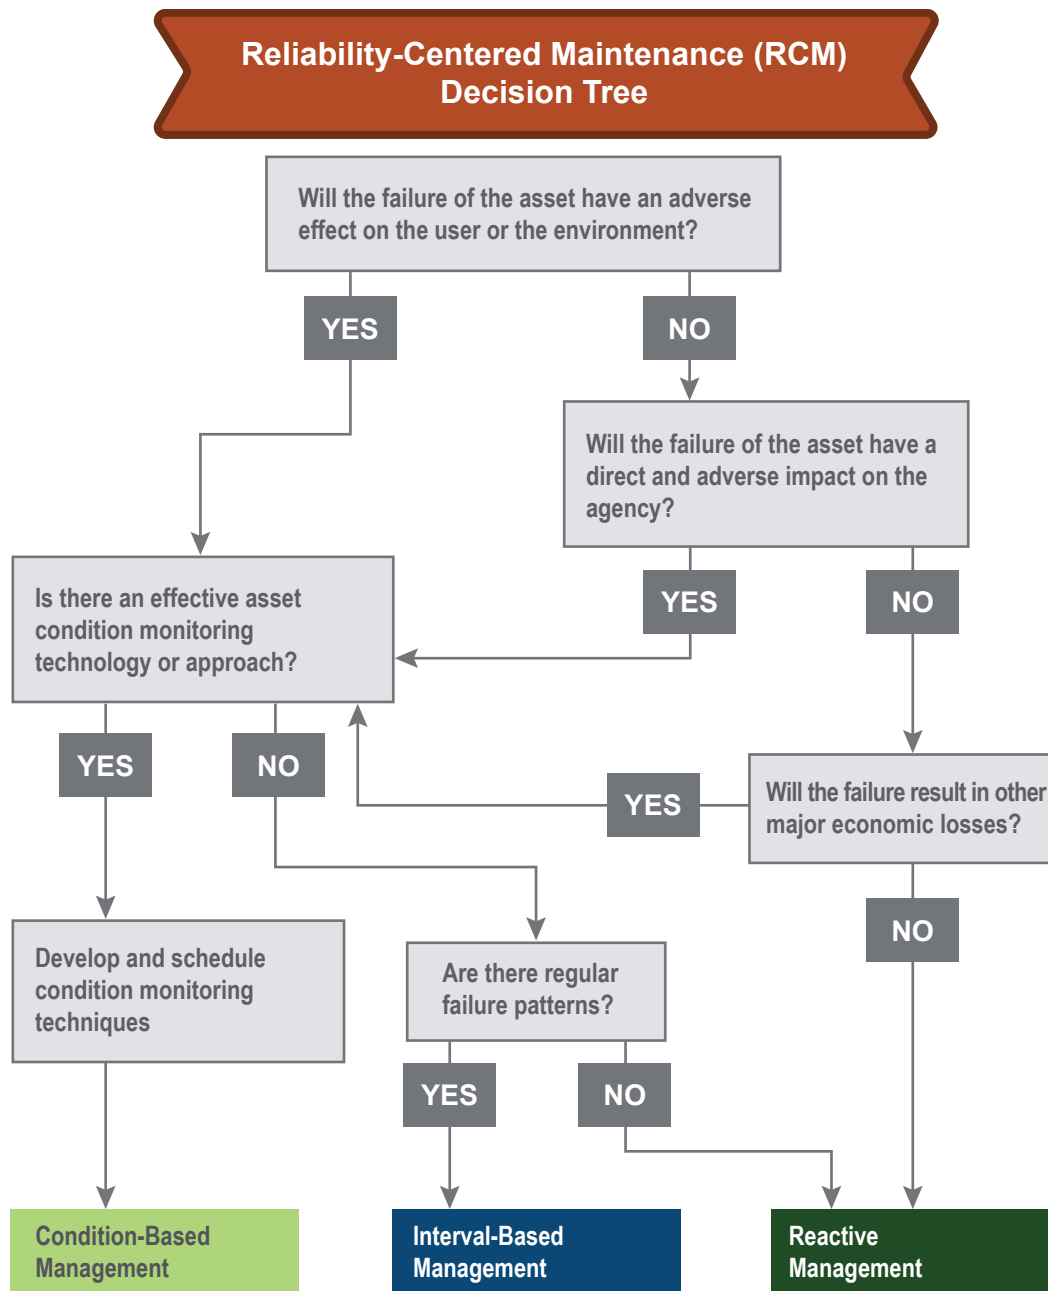 Reliability-Centered Maintenance (RCM)
Decision Tree
Will the failure of the asset have an adverse
effect on the user or the environment?
YES
NO
Will the failure of the asset have a
direct and adverse impact on the
agency?
Is there an effective asset
condition monitoring
technology or approach?
YES
NO
YES
NO
YES
Will the failure result in other
major economic losses?
NO
Develop and schedule
condition monitoring
techniques
Are there regular
failure patterns?
YES
NO
Condition-Based
Management
Interval-Based
Management
Reactive
Management